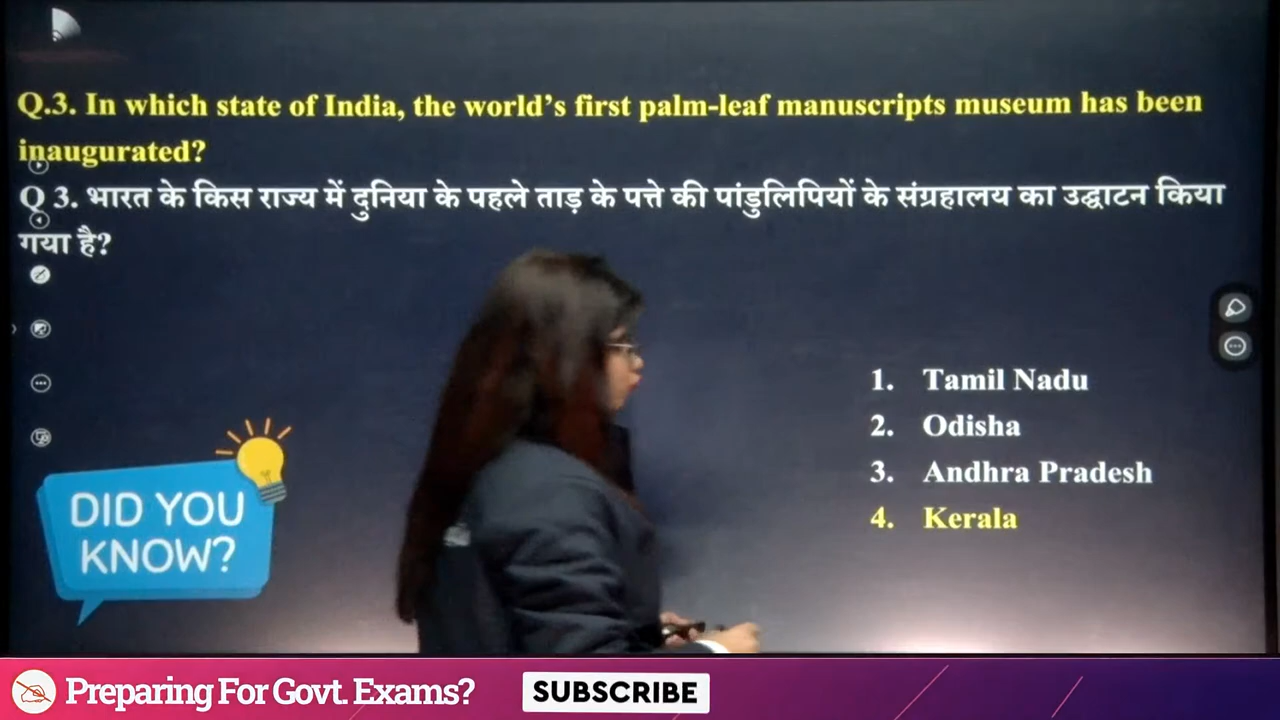 Q.3. In which state of India, the world's first palm-leaf manuscripts museum has been
inaugurated?
Q 3. भारत के किस राज्य में दुनिया के पहले ताड़ के पत्ते की पांडुलिपियों के संग्रहालय का उद्घाटन किया
गया है?
1. Tamil Nadu
2. Odisha
3. Andhra Pradesh
4. Kerala
DID YOU
KNOW?
Preparing For Govt. Exams?
SUBSCRIBE